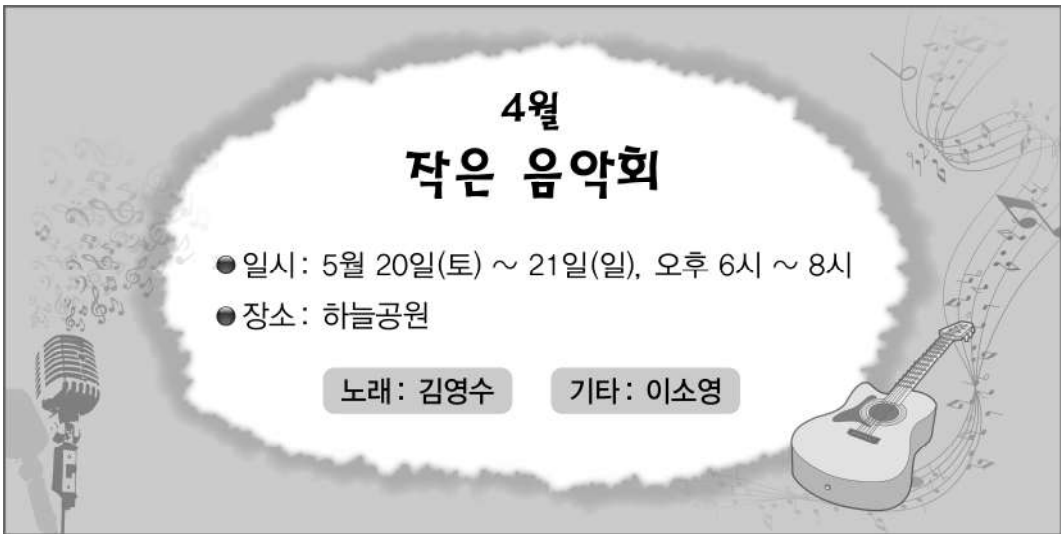 4월
작은 음악회
일시: 5월 20일(토) ～ 21일(일), 오후 6시 ～ 8시
장소: 하늘공원
노래: 김영수 기타: 이소영